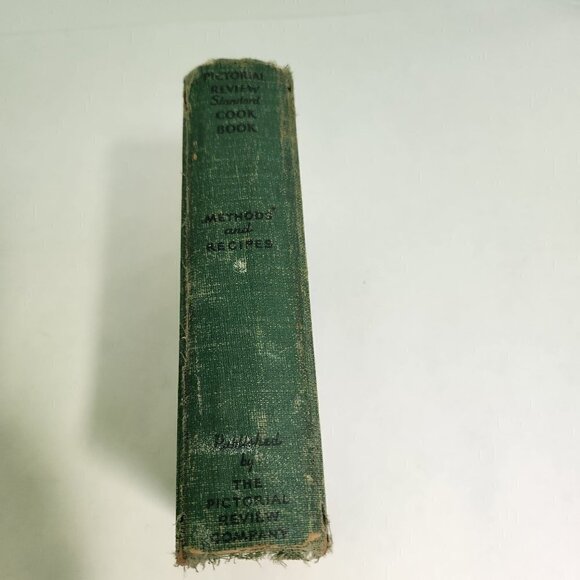 PICTORIAL
REVIEW
Standard
COOK
BOOK
METHODS
and
RECIPES
Published
by
THE
PICTORIAL
REVIEW
COMPANY